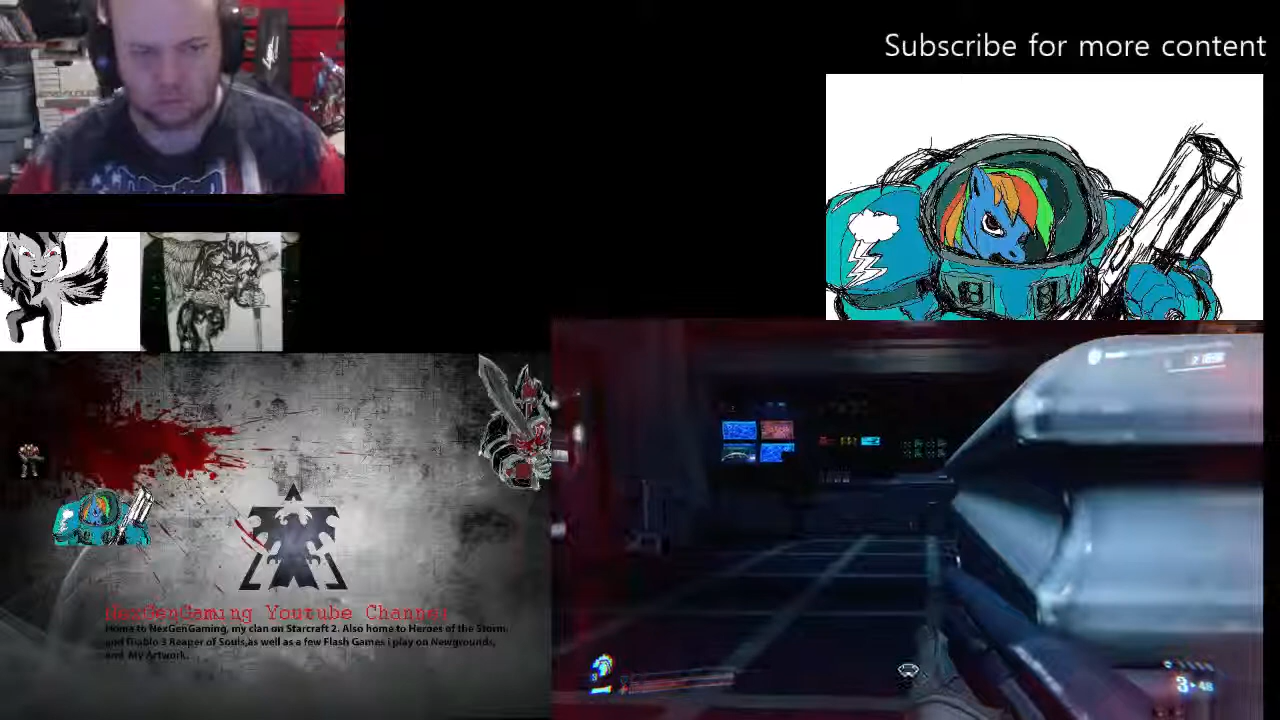 Subscribe for more content
NexGenGaming Youtube Channel
Home to NexGenGaming, my clan on Starcraft 2. Also home to Heroes of the Storm,
and Diablo 3 Reaper of Souls,as well as a few Flash Games i play on Newgrounds,
and My Artwork.
3 48